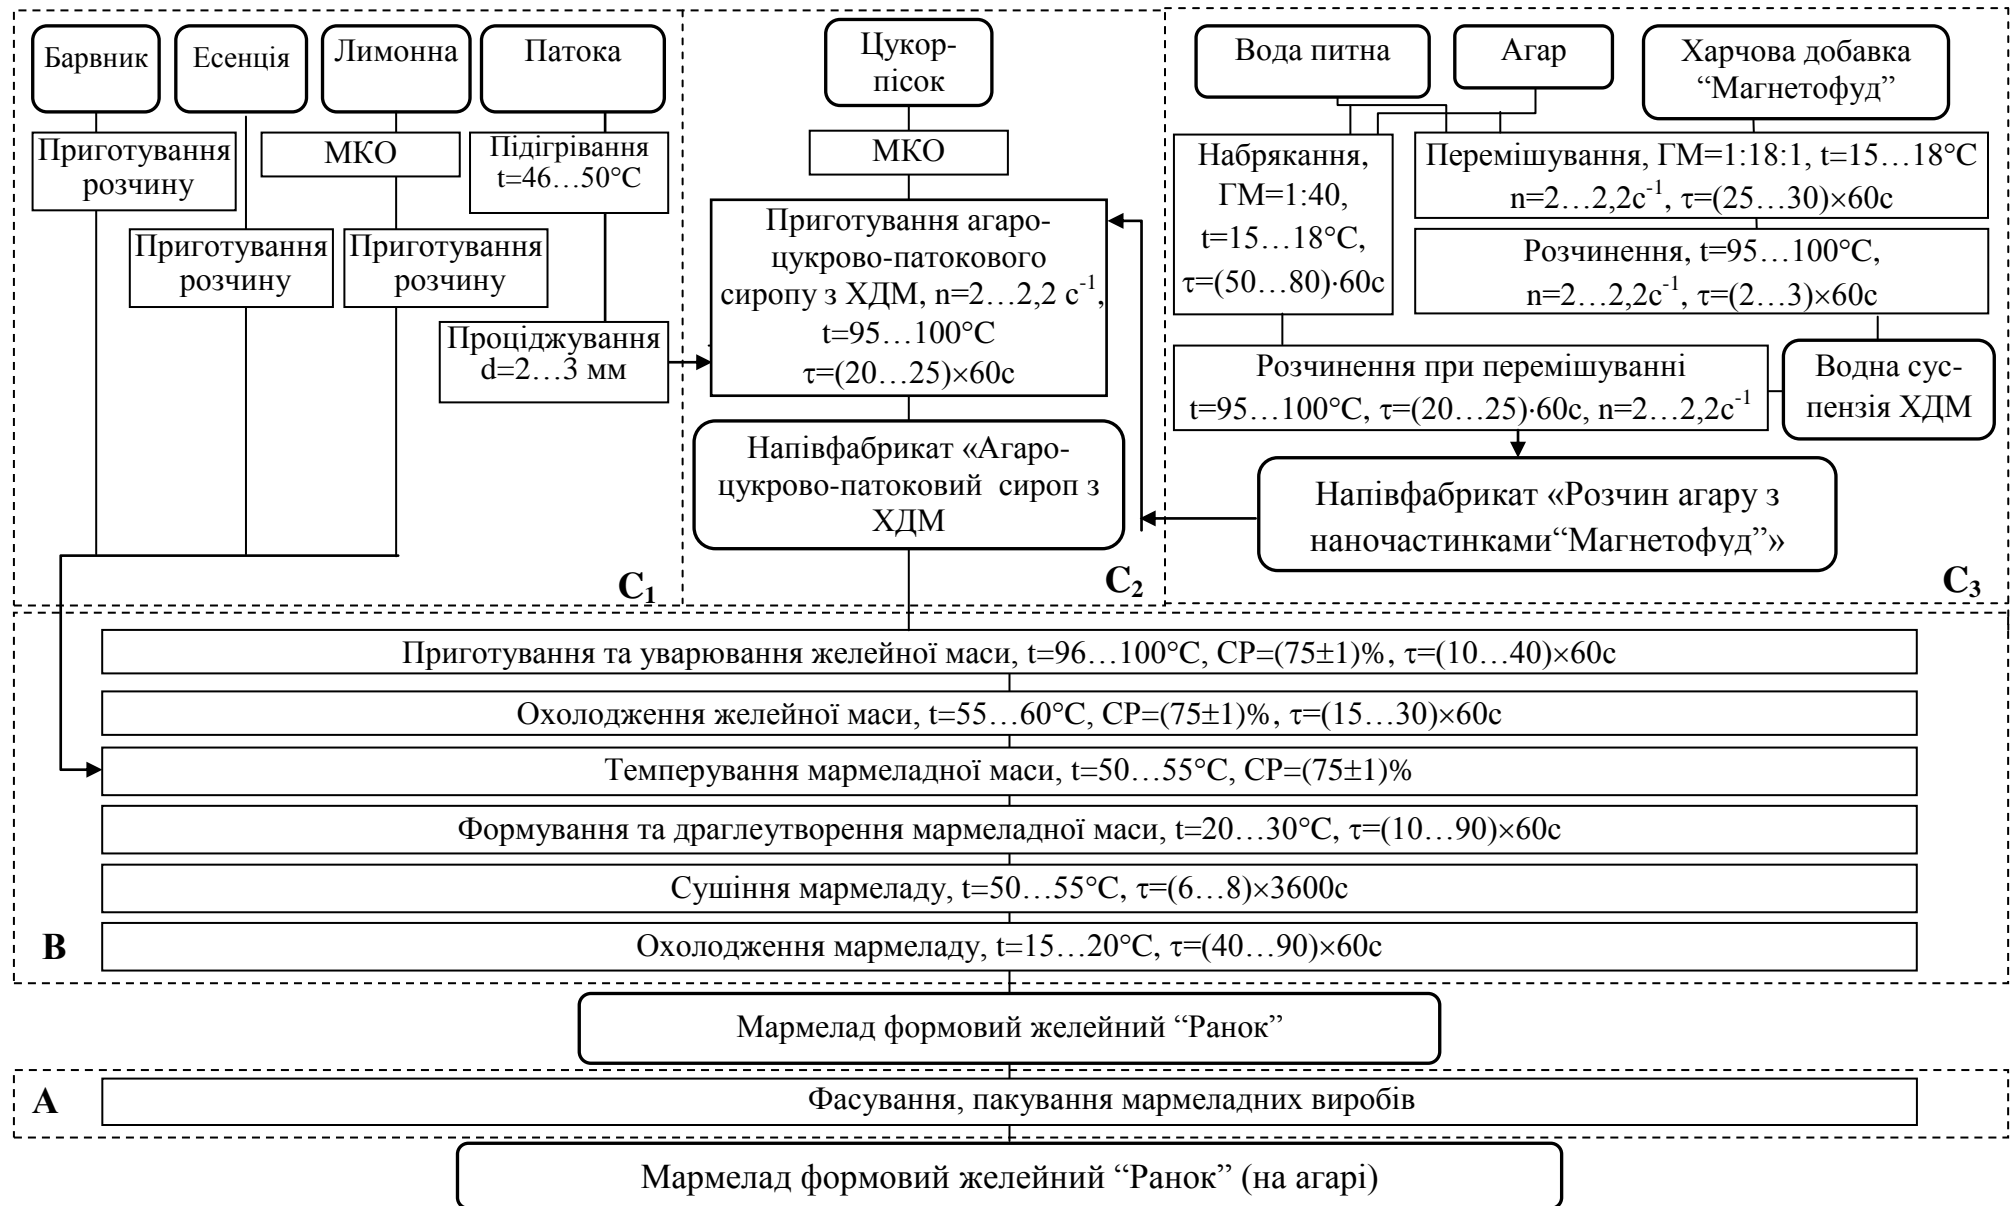 Барвник
Есенція
Лимонна
Патока
Приготування
розчину
МКО
Підігрівання
t=46…50°С
Приготування
розчину
Приготування
розчину
Проціджування
d=2…3 мм
С1
Цукор-
пісок
МКО
Приготування агаро-
цукрово-патокового
сиропу з ХДМ, n=2…2,2 с-1,
t=95…100°С
τ=(20…25)×60с
Напівфабрикат «Агаро-
цукрово-патоковий сироп з
ХДМ
С2
Вода питна
Агар
Харчова добавка
“Магнетофуд”
Набрякання,
ГМ=1:40,
t=15…18°С,
τ=(50…80)·60с
Перемішування, ГМ=1:18:1, t=15…18°С
n=2…2,2с-1, τ=(25…30)×60с
Розчинення, t=95…100°С,
n=2…2,2с-1, τ=(2…3)×60с
Розчинення при перемішуванні
t=95…100°С, τ=(20…25)·60с, n=2…2,2с-1
Водна сус-
пензія ХДМ
Напівфабрикат «Розчин агару з
наночастинками“Магнетофуд”»
С3
Приготування та уварювання желейної маси, t=96…100°С, СР=(75±1)%, τ=(10…40)×60с
Охолодження желейної маси, t=55…60°С, СР=(75±1)%, τ=(15…30)×60с
Темперування мармеладної маси, t=50…55°С, СР=(75±1)%
Формування та драглеутворення мармеладної маси, t=20…30°С, τ=(10…90)×60с
Сушіння мармеладу, t=50…55°С, τ=(6…8)×3600с
В
Охолодження мармеладу, t=15…20°С, τ=(40…90)×60с
Мармелад формовий желейний “Ранок”
А
Фасування, пакування мармеладних виробів
Мармелад формовий желейний “Ранок” (на агарі)